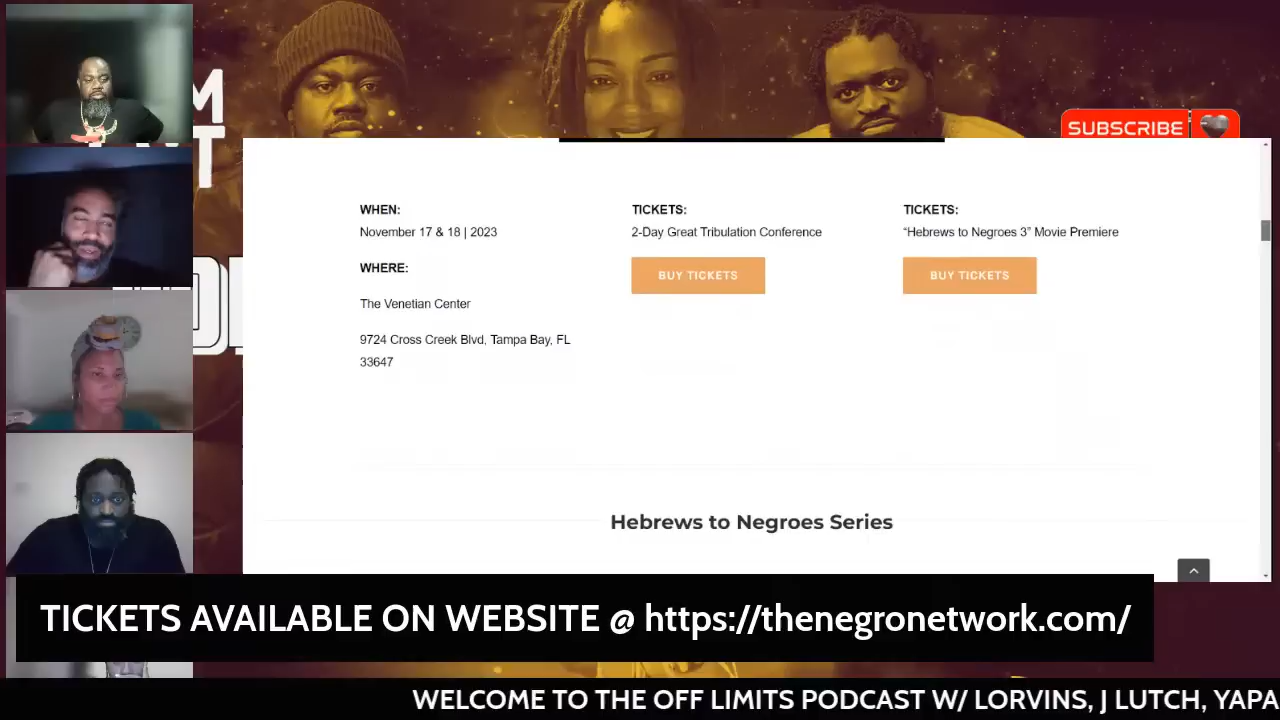 SUBSCRIBE
WHEN:
November 17 & 18 | 2023
WHERE:
The Venetian Center
9724 Cross Creek Blvd, Tampa Bay, FL
33647
TICKETS:
2-Day Great Tribulation Conference
BUY TICKETS
TICKETS:
“Hebrews to Negroes 3” Movie Premiere
BUY TICKETS
Hebrews to Negroes Series
TICKETS AVAILABLE ON WEBSITE @ https://thenegronetwork.com/
WELCOME TO THE OFF LIMITS PODCAST W/ LORVINS, J LUTCH, YAPA